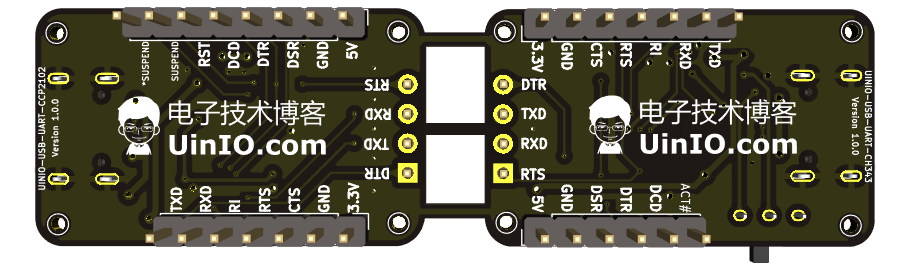 *SUSPEND
SUSPEND
RST
DCD
DTR
DSR
GND
5V
UINIO-USB-UART-CCP2102
Version 1.0.0
电子技术博客
UinIO.com
RTS
RXD
TXD
DTR
TXD
RXD
RI
RTS
CTS
GND
3.3V
3.3V
GND
CTS
RTS
RI
RXD
TXD
DTR
TXD
RXD
RTS
电子技术博客
UinIO.com
UINIO-USB-UART-CH343
Version 1.0.0
5V
GND
DSR
DTR
DCD
ACT#